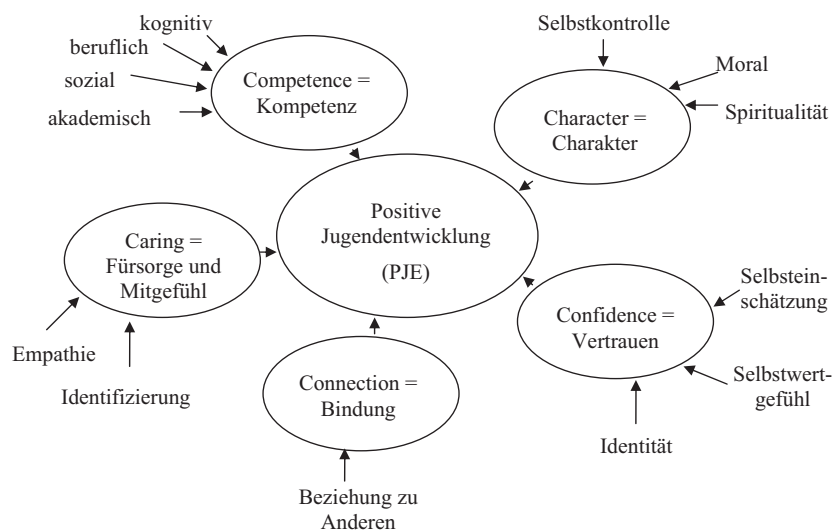 kognitiv
beruflich
sozial
akademisch
Competence =
Kompetenz
Selbstkontrolle
Moral
Spiritualität
Character =
Charakter
Positive
Jugendentwicklung
(PJE)
Caring =
Fürsorge und
Mitgefühl
Empathie
Identifizierung
Connection =
Bindung
Beziehung zu
Anderen
Confidence =
Vertrauen
Selbstein-
schätzung
Selbstwert-
gefühl
Identität